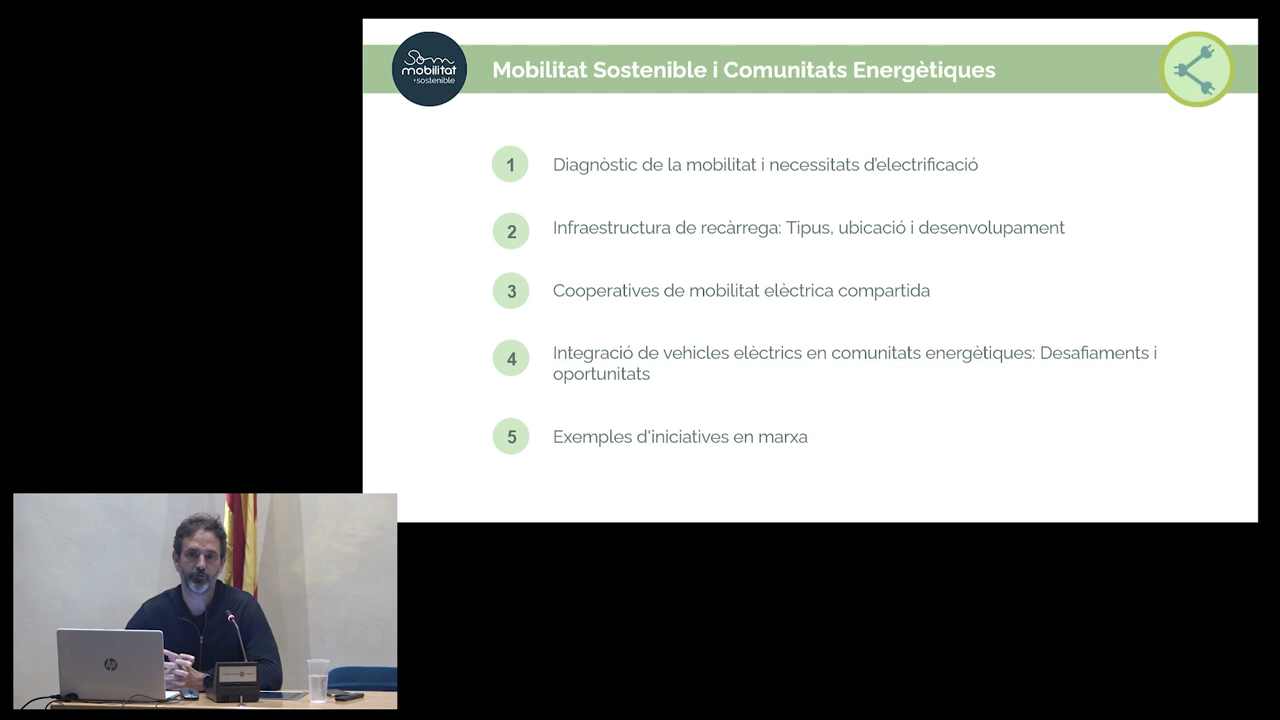 Som
mobilitat
+sostenible
Mobilitat Sostenible i Comunitats Energètiques
1 Diagnòstic de la mobilitat i necessitats d'electrificació
2 Infraestructura de recàrrega: Tipus, ubicació i desenvolupament
3 Cooperatives de mobilitat elèctrica compartida
4 Integració de vehicles elèctrics en comunitats energètiques: Desafiaments i
oportunitats
5 Exemples d'iniciatives en marxa
hp